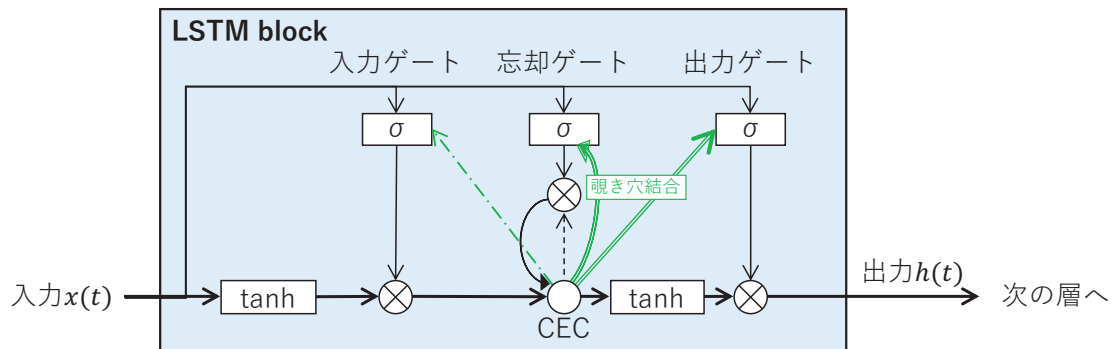 LSTM block
入力ゲート 忘却ゲート 出力ゲート
σ σ σ
覗き穴結合
入力x(t) tanh tanh 出力h(t) 次の層へ
CEC